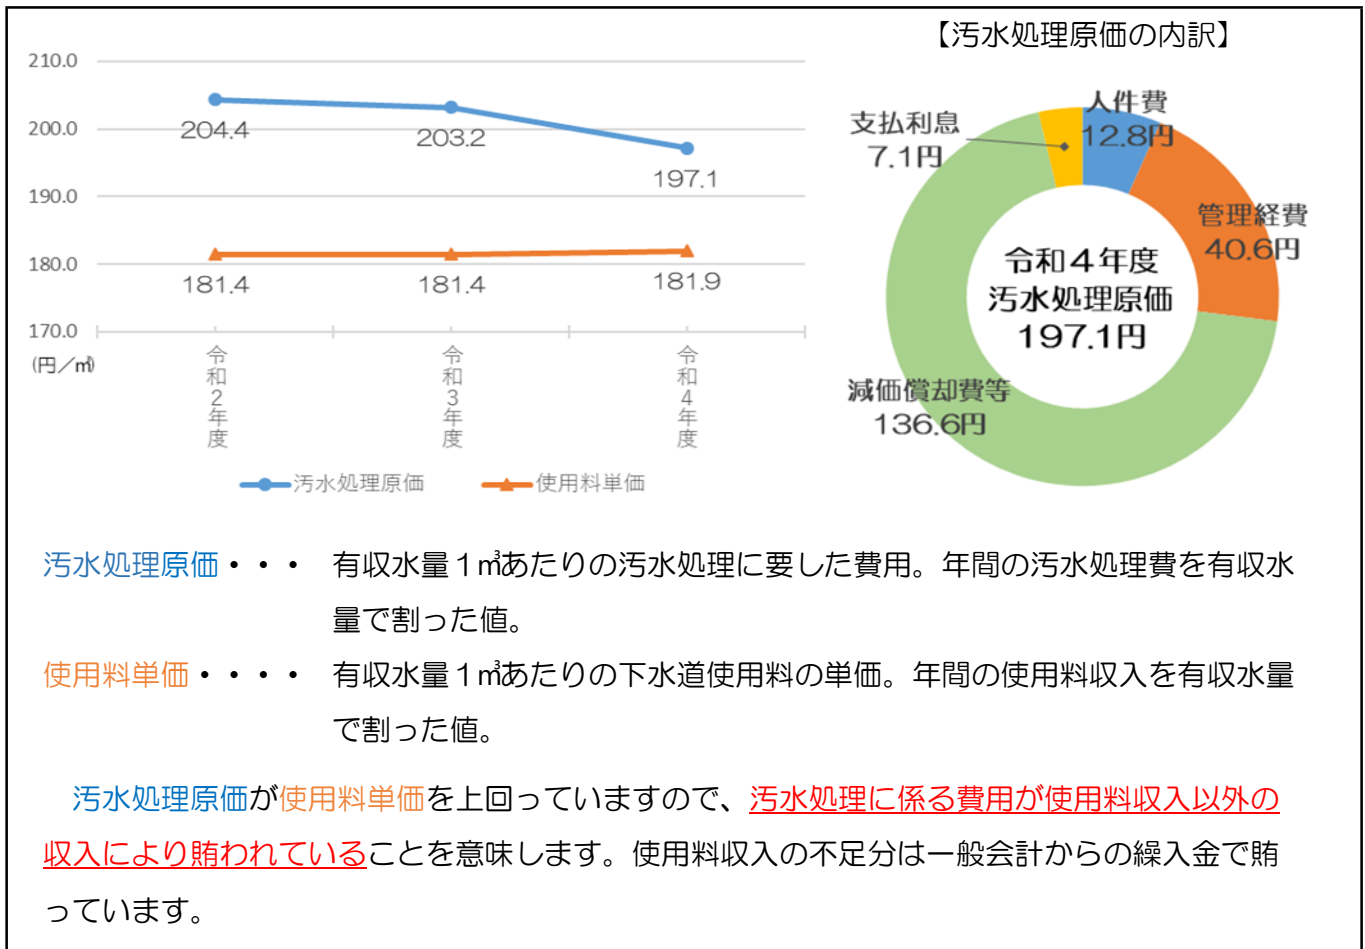 210.0
200.0
190.0
180.0
170.0
(円／㎥)
204.4
203.2
197.1
181.4
181.4
181.9
令和2年度
令和3年度
令和4年度
汚水処理原価
使用料単価
【汚水処理原価の内訳】
人件費
12.8円
支払利息
7.1円
管理経費
40.6円
令和４年度
汚水処理原価
197.1円
減価償却費等
136.6円
汚水処理原価・・・　有収水量１㎥あたりの汚水処理に要した費用。年間の汚水処理費を有収水
量で割った値。
使用料単価・・・・　有収水量１㎥あたりの下水道使用料の単価。年間の使用料収入を有収水量
で割った値。
汚水処理原価が使用料単価を上回っていますので、汚水処理に係る費用が使用料収入以外の
収入により賄われていることを意味します。使用料収入の不足分は一般会計からの繰入金で賄
っています。